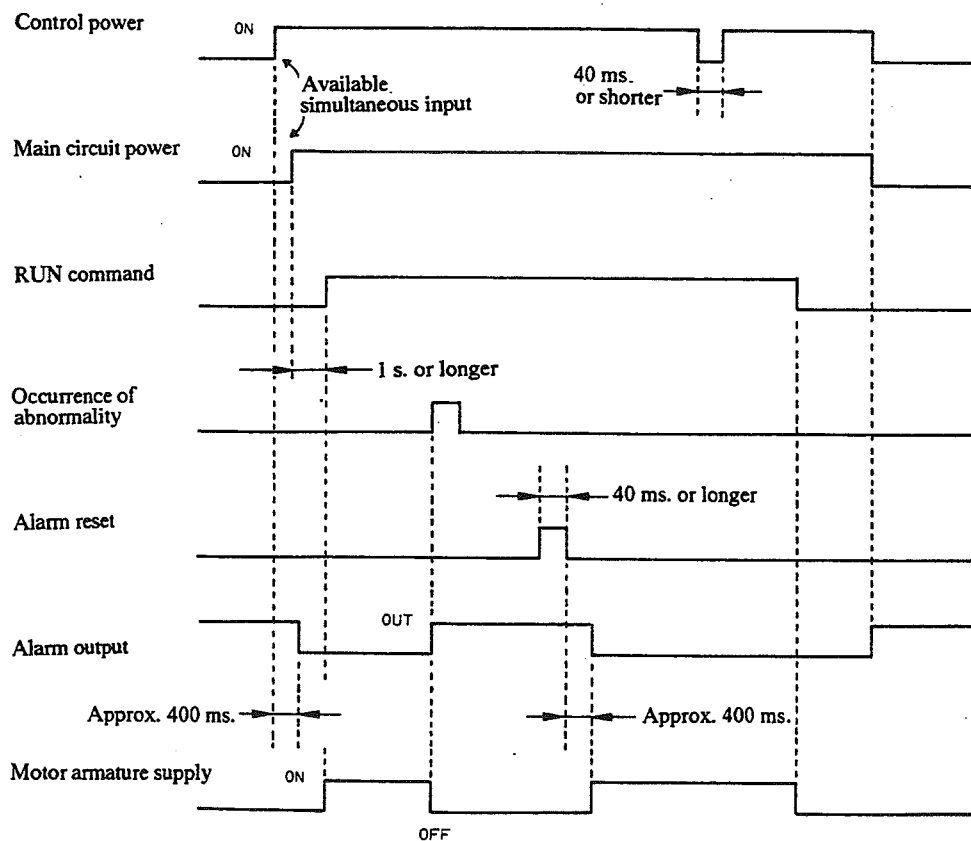 Control power
ON
Available
simultaneous input
40 ms.
or shorter
Main circuit power
ON
RUN command
1 s. or longer
Occurrence of
abnormality
40 ms. or longer
Alarm reset
OUT
Alarm output
Approx. 400 ms.
Approx. 400 ms.
Motor armature supply
ON
OFF